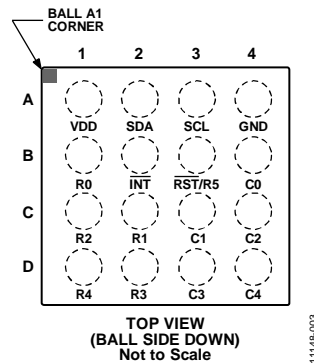 BALL A1
CORNER
1 2 3 4
A
VDD SDA SCL GND
B
R0 INT RST/R5 C0
C
R2 R1 C1 C2
D
R4 R3 C3 C4
TOP VIEW
(BALL SIDE DOWN)
Not to Scale
11148-003